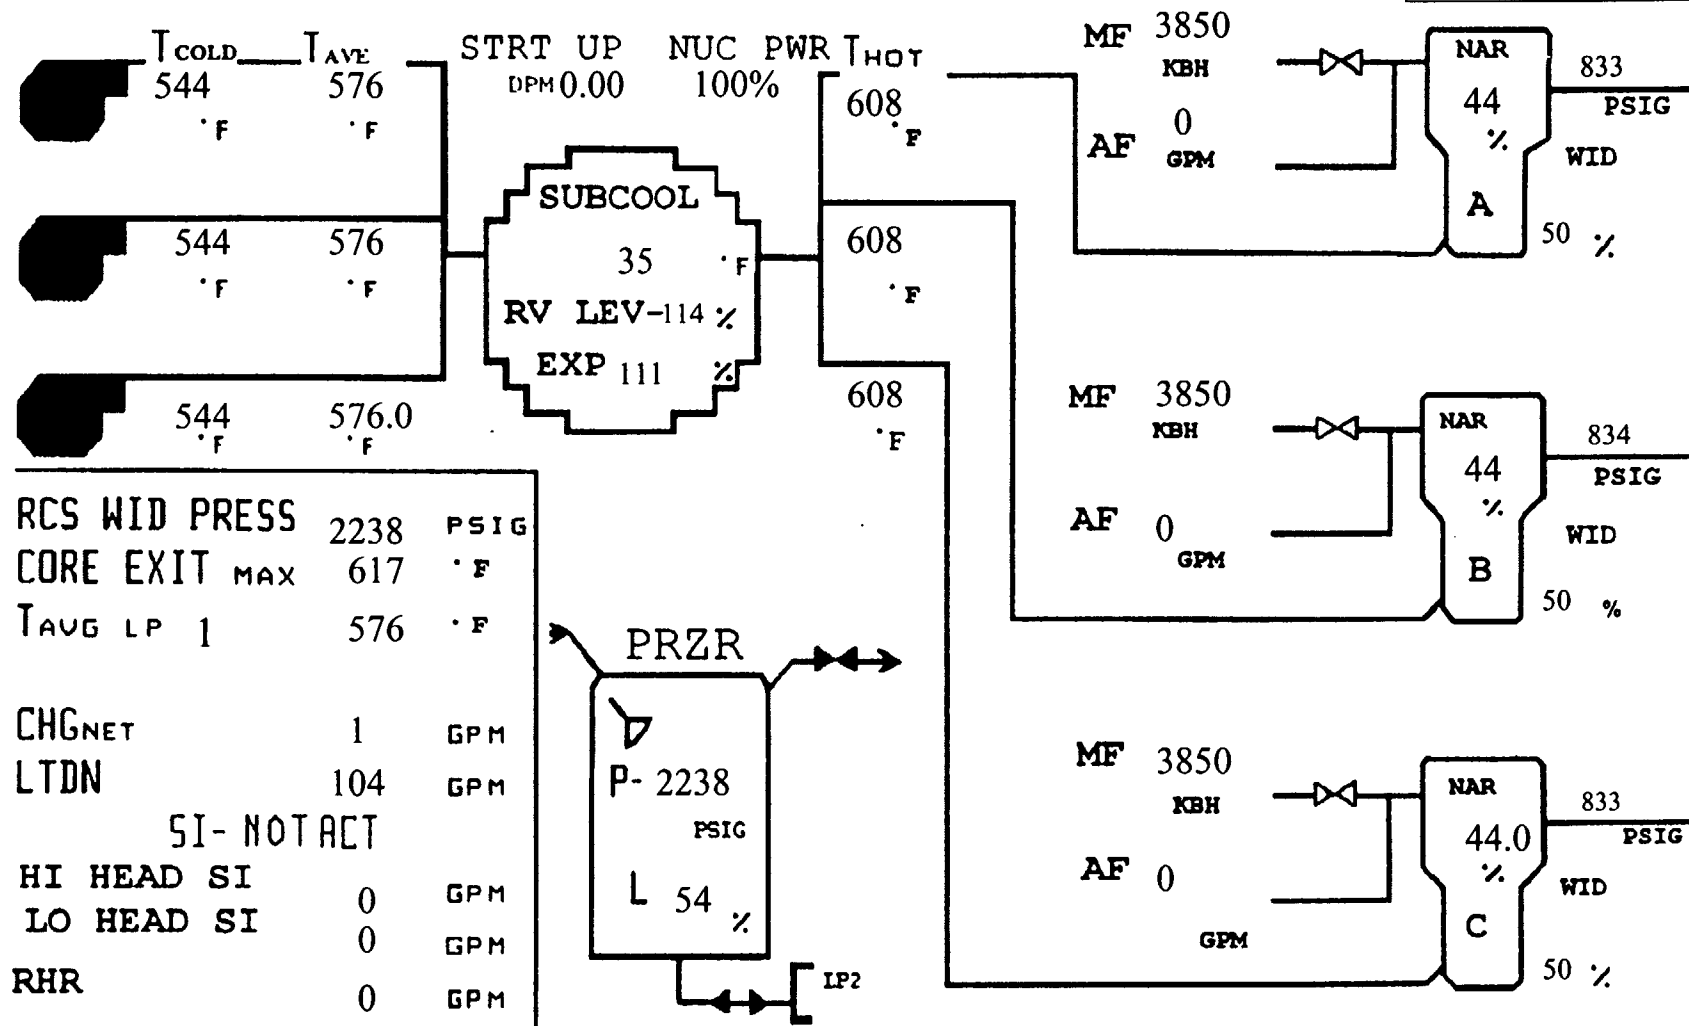 TCOLD TAVE STRT UP NUC PWR THOT
544 576 DPM 0.00 100% 608
°F °F °F
SUBCOOL
544 576 35 °F 608
°F °F °F
RV LEV-114 %
EXP 111 %
544 576.0 608
°F °F °F
RCS WID PRESS 2238 PSIG
CORE EXIT MAX 617 °F
TAVG LP 1 576 °F
CHGNET 1 GPM
LTDN 104 GPM
SI- NOT ACT
HI HEAD SI 0 GPM
LO HEAD SI 0 GPM
RHR 0 GPM
PRZR
P- 2238
PSIG
L 54 %
LP2
MF 3850 KBH
AF 0 GPM
NAR
44
%
A
833
PSIG
WID
50 %
MF 3850
KBH
AF 0
GPM
NAR
44
%
B
834
PSIG
WID
50 %
MF 3850
KBH
AF 0
GPM
NAR
44.0
%
C
833
PSIG
WID
50 %